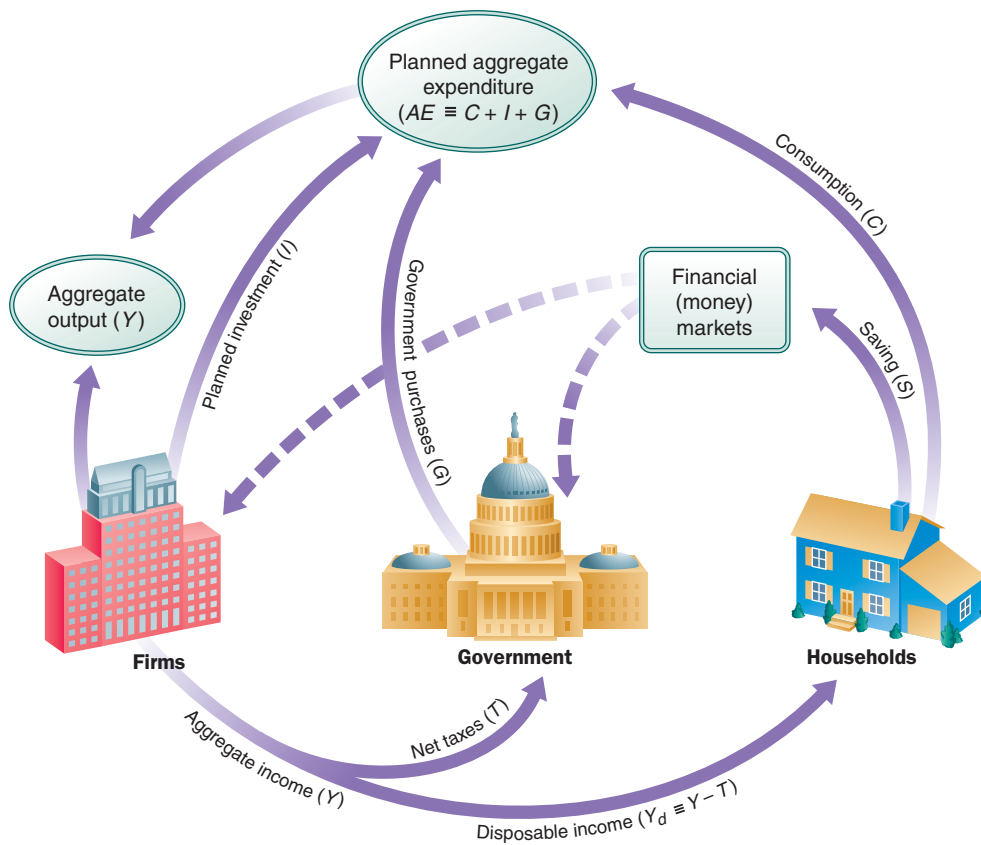 Planned aggregate
expenditure
(AE ≡ C + I + G)
Consumption (C)
Aggregate
output (Y)
Planned investment (I)
Government purchases (G)
Financial
(money)
markets
Saving (S)
Firms
Government
Households
Aggregate income (Y)
Net taxes (T)
Disposable income (Yd ≡ Y – T)